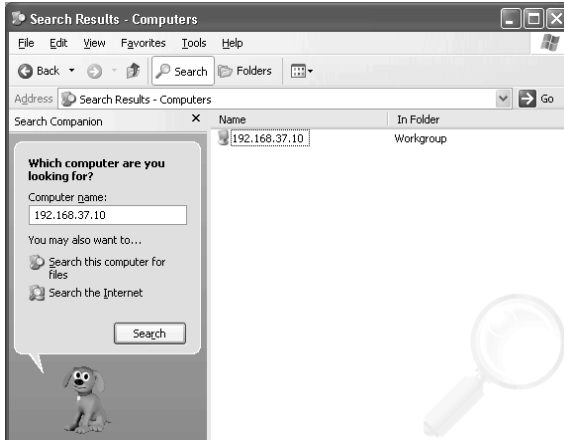 Search Results - Computers
File Edit View Favorites Tools Help
Back Search Folders
Address Search Results - Computers Go
Search Companion
Name In Folder
192.168.37.10 Workgroup
Which computer are you
looking for?
Computer name:
192.168.37.10
You may also want to...
Search this computer for
files
Search the Internet
Search